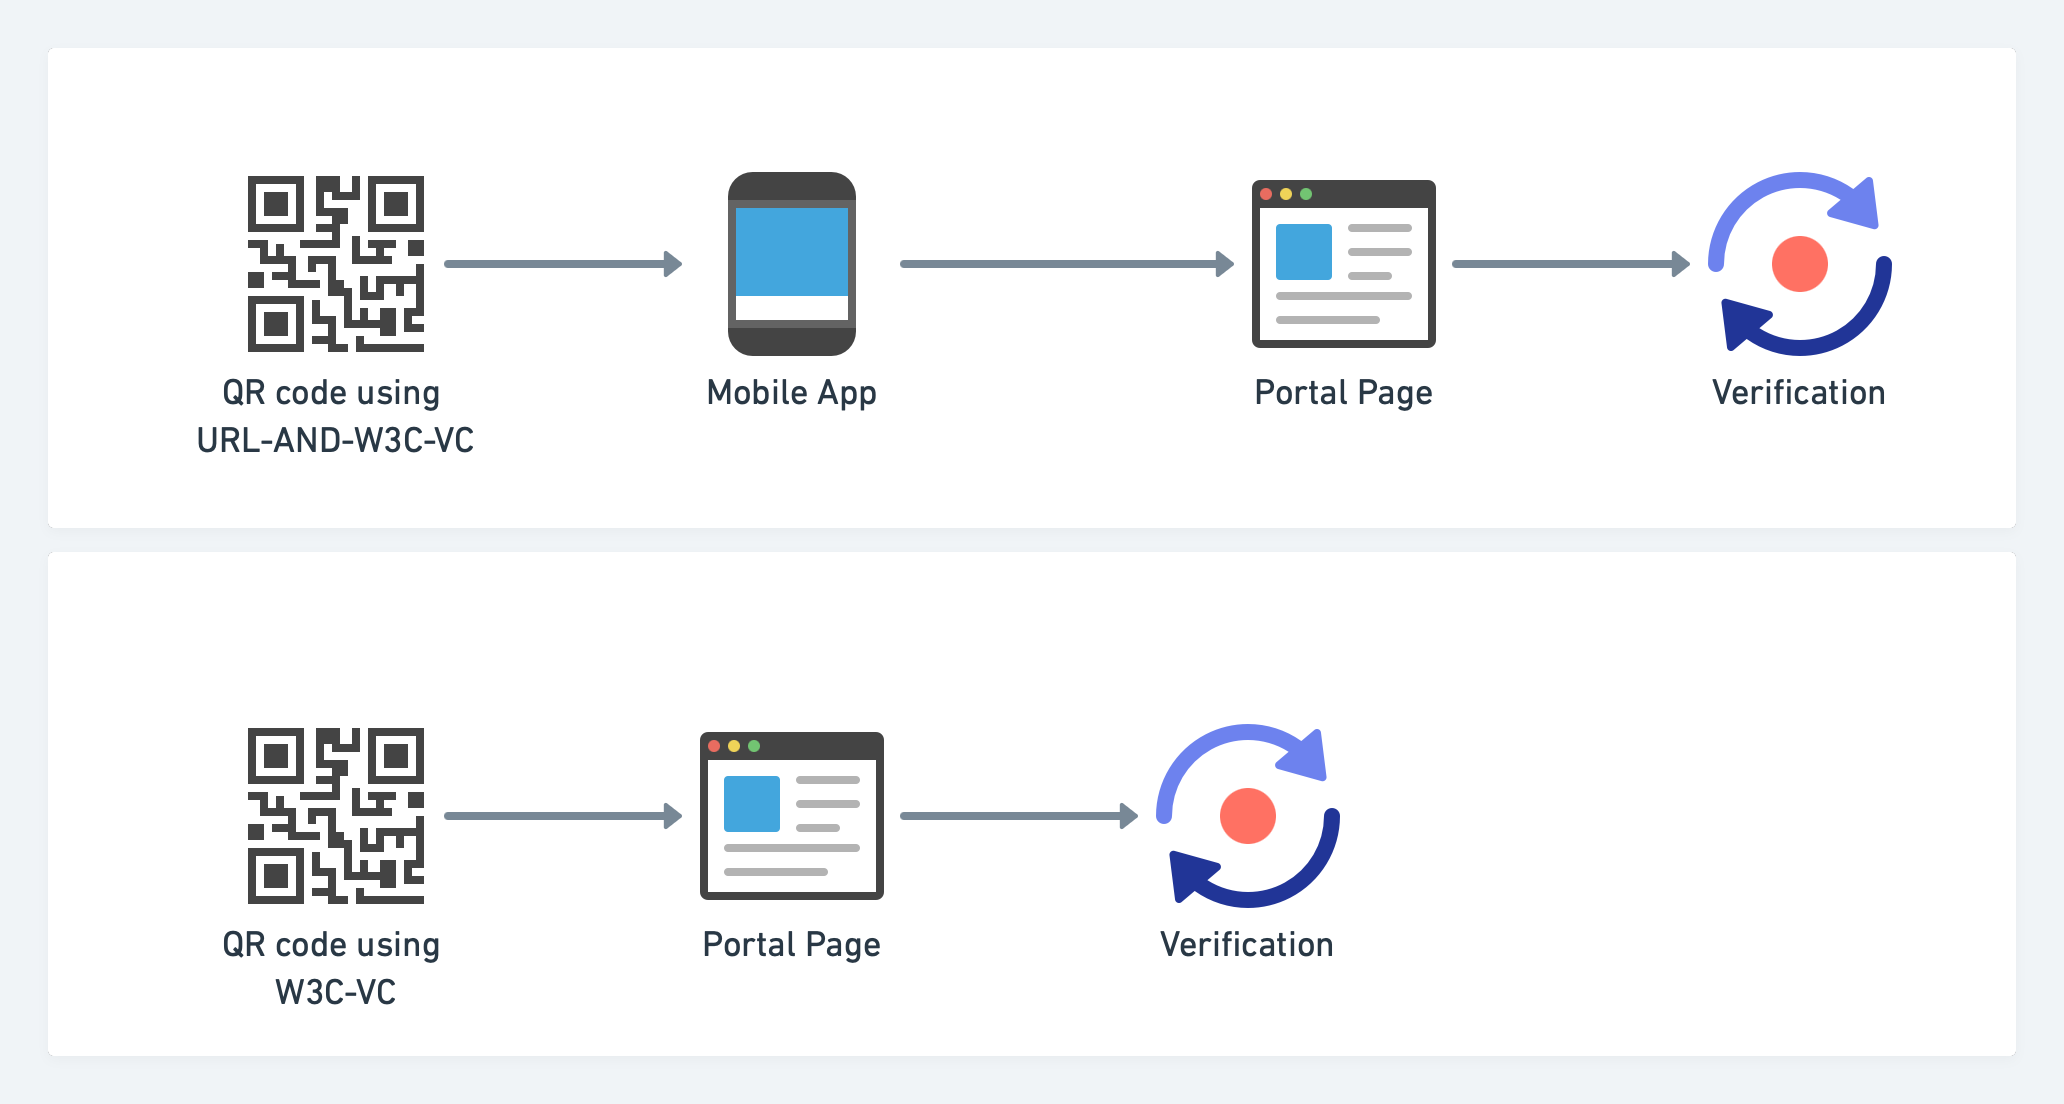 QR code using
URL-AND-W3C-VC
Mobile App
Portal Page
Verification
QR code using
W3C-VC
Portal Page
Verification